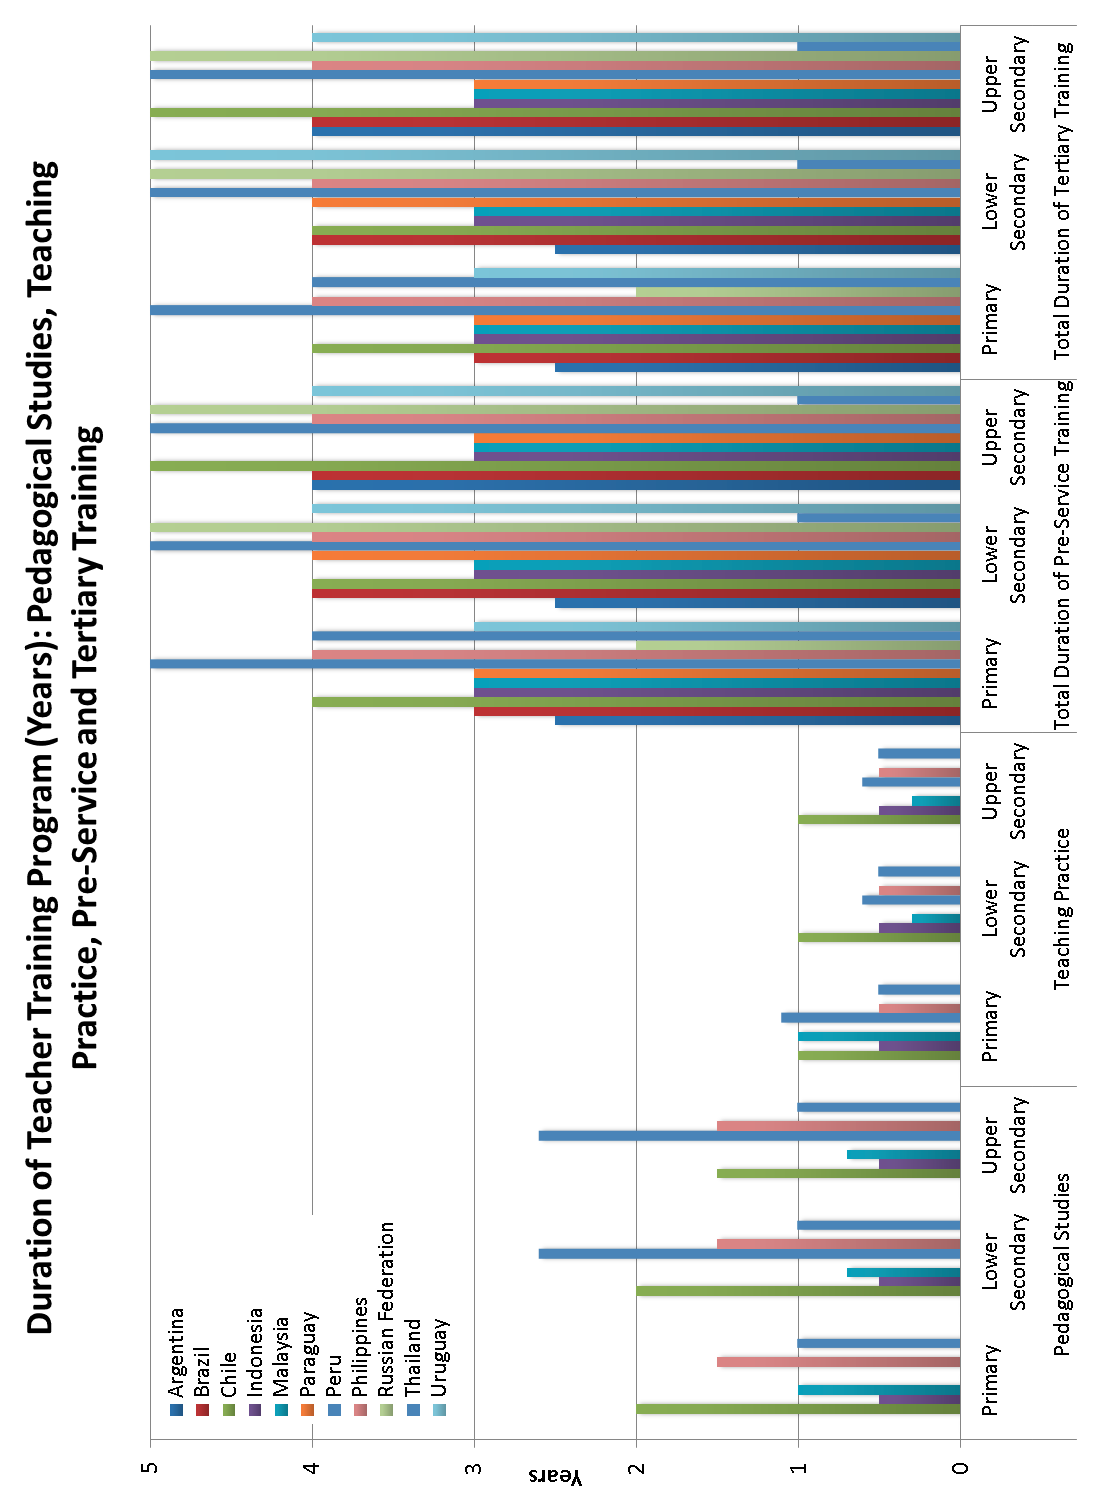 Duration of Teacher Training Program (Years): Pedagogical Studies, Teaching
Practice, Pre-Service and Tertiary Training
Years
5
4
3
2
1
0
Argentina
Brazil
Chile
Indonesia
Malaysia
Paraguay
Peru
Philippines
Russian Federation
Thailand
Uruguay
Primary
Lower
Secondary
Upper
Secondary
Primary
Lower
Secondary
Upper
Secondary
Primary
Lower
Secondary
Upper
Secondary
Primary
Lower
Secondary
Upper
Secondary
Pedagogical Studies
Teaching Practice
Total Duration of Pre-Service Training
Total Duration of Tertiary Training